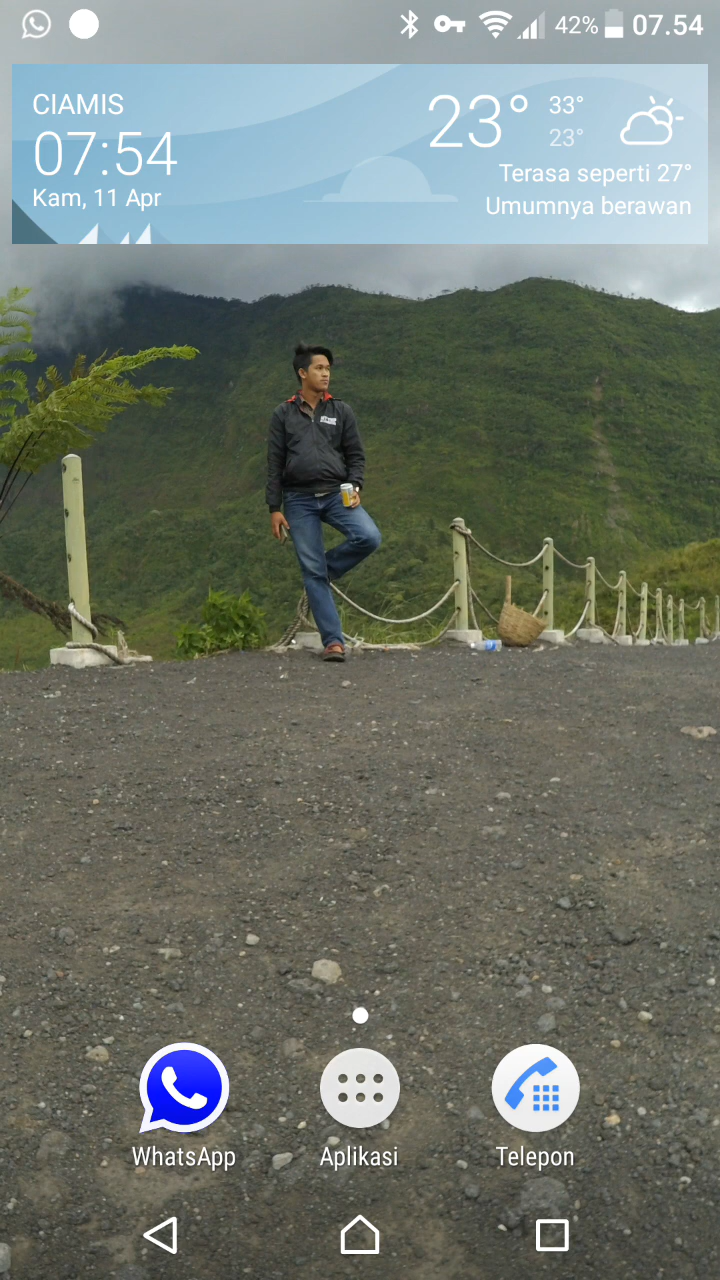 42% 07.54
CIAMIS
07:54
Kam, 11 Apr
23° 33°
23°
Terasa seperti 27°
Umumnya berawan
WhatsApp Aplikasi Telepon